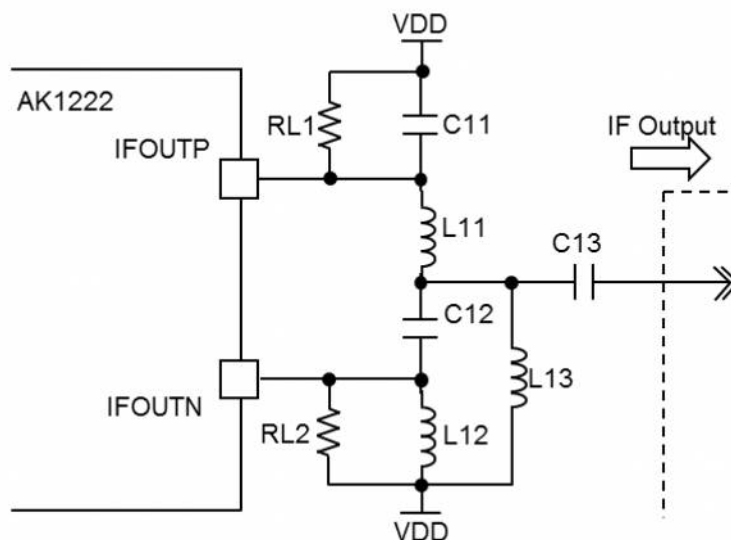 VDD
AK1222
RL1
C11
IF Output
IFOUTP
L11
C13
C12
L13
IFOUTN
RL2
L12
VDD